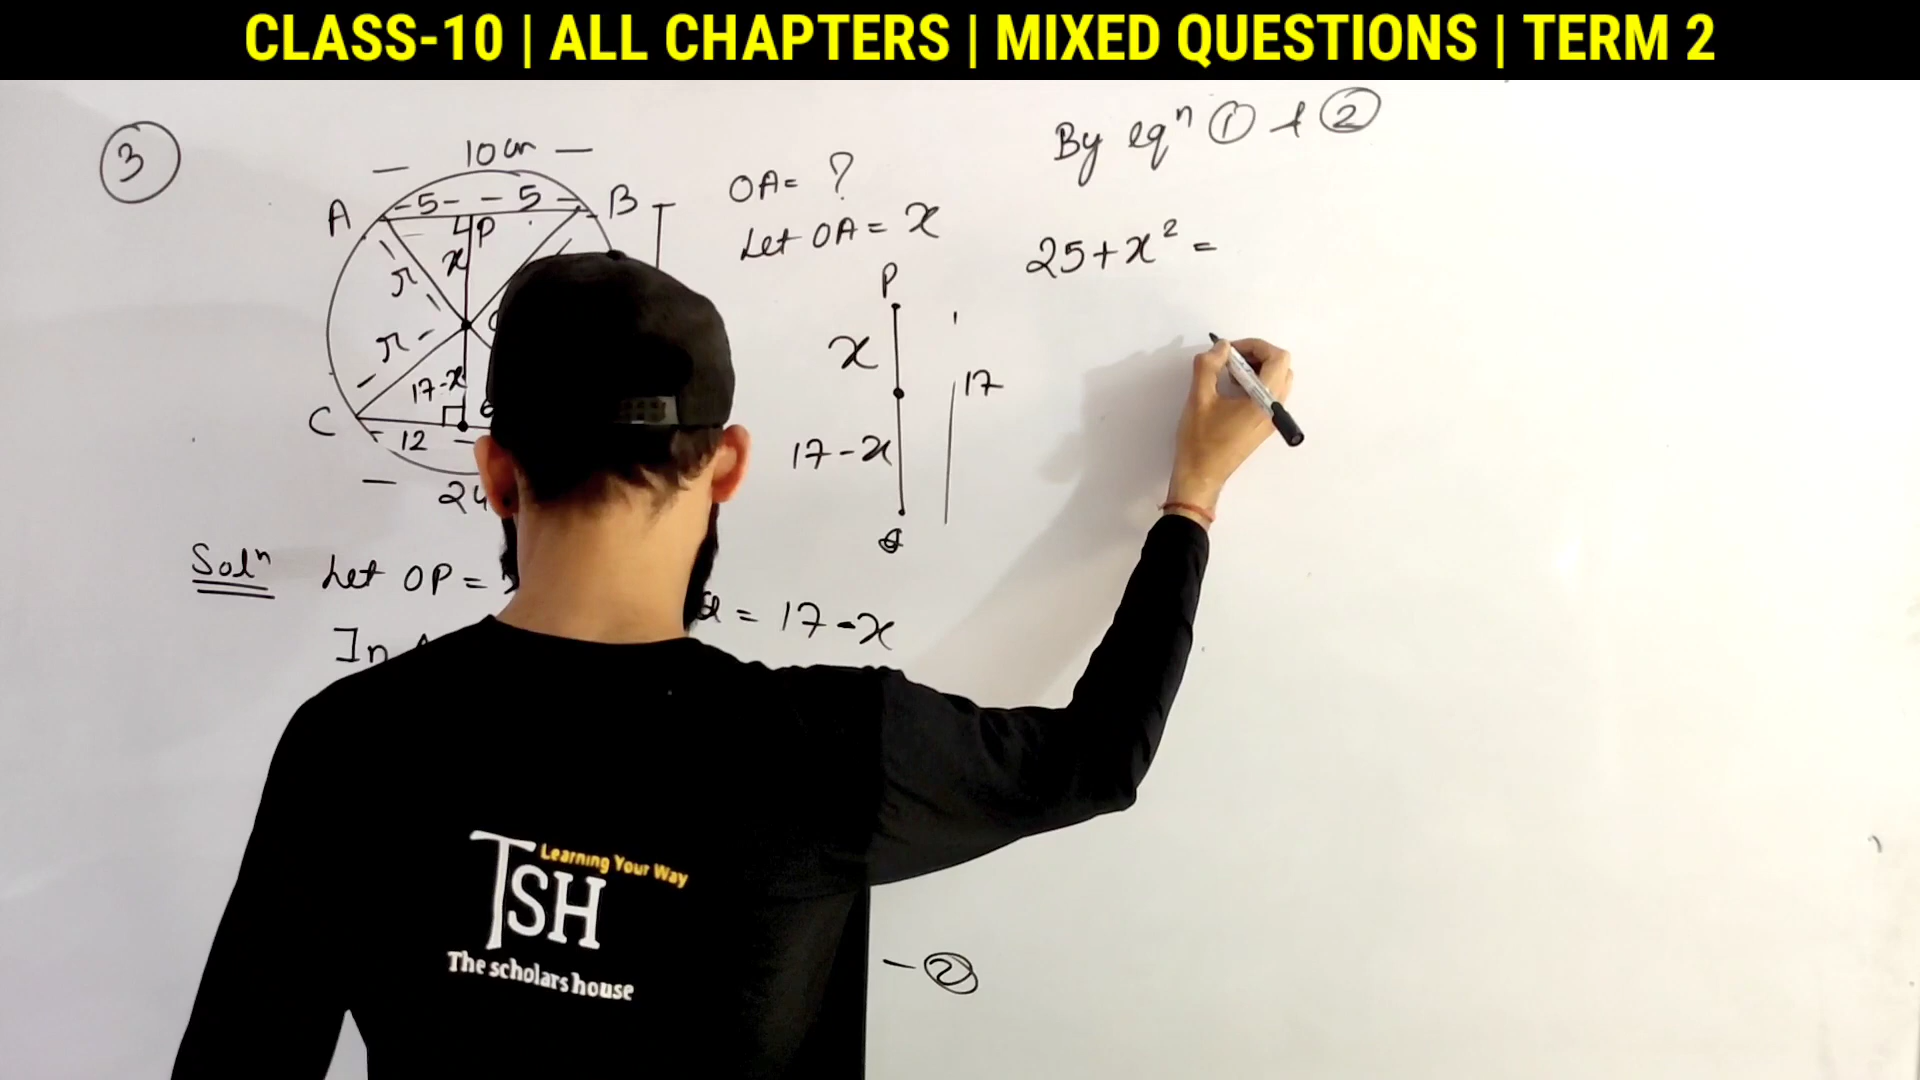 CLASS-10 | ALL CHAPTERS | MIXED QUESTIONS | TERM 2
3
10 cm
A -5- -5- B
P
x
r
r
17-x
C
12
24
OA= ?
Let OA = x
P
x
17
17-x
Q
By eqⁿ ① & ②
25+x² =
Solⁿ Let OP =
= 17-x
In
- ②
Learning Your Way
TSH
The scholars house